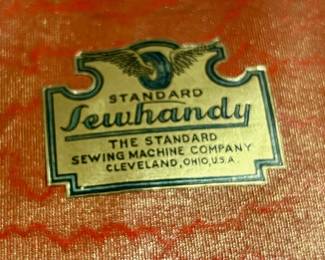 STANDARD
Sewhandy
THE STANDARD
SEWING MACHINE COMPANY
CLEVELAND, OHIO, U.S.A.